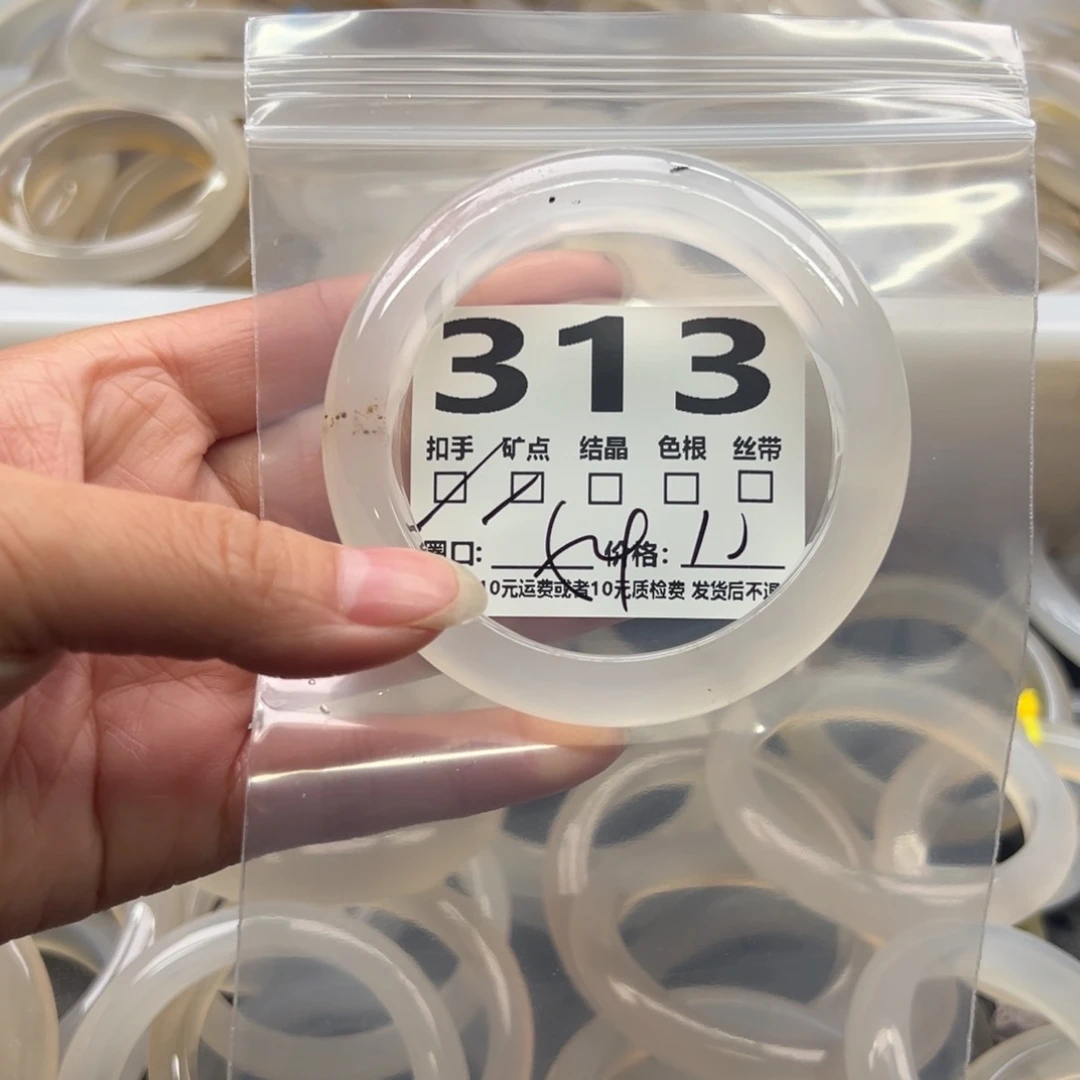 313
扣手 矿点 结晶 色根 丝带
圈口: 价格:
10元运费或者10元质检费 发货后不退